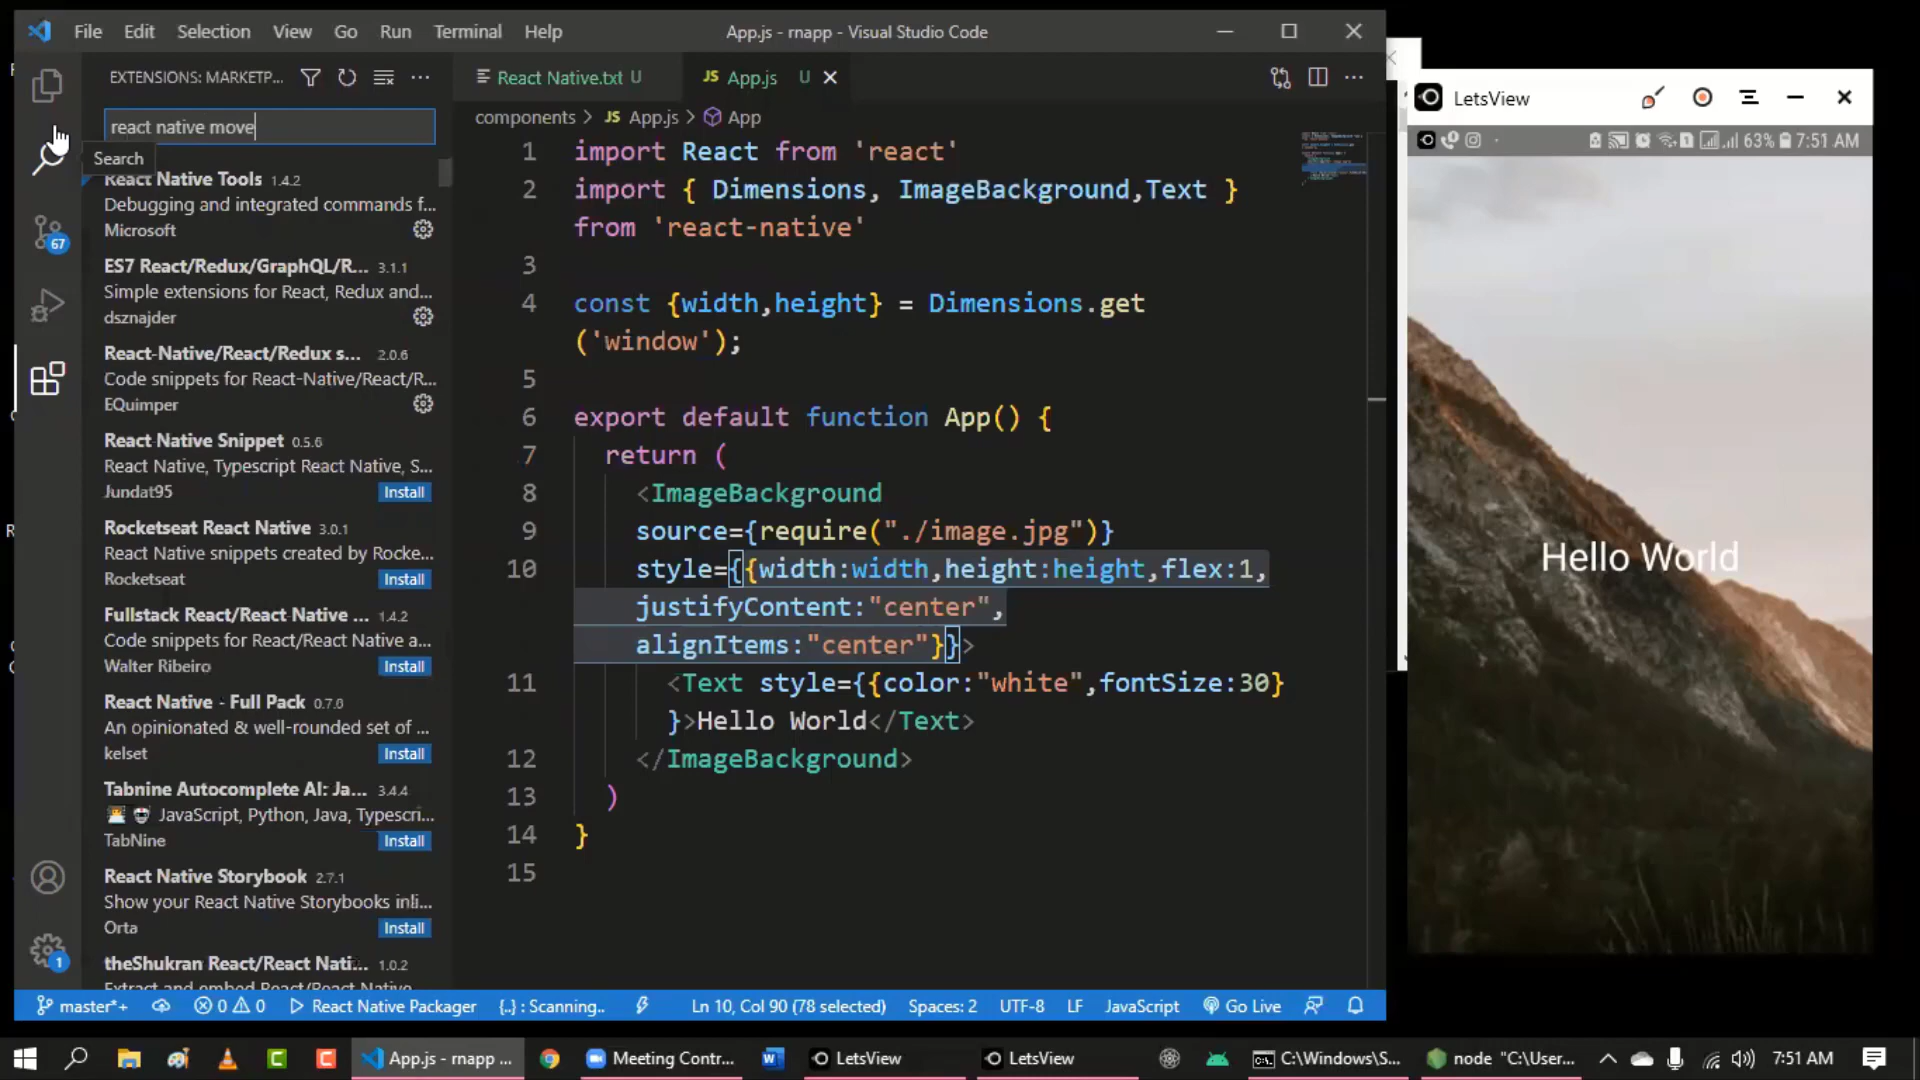 File Edit Selection View Go Run Terminal Help
App.js - rnapp - Visual Studio Code
EXTENSIONS: MARKETP...
react native move
Search
React Native Tools 1.4.2
Debugging and integrated commands f...
Microsoft
ES7 React/Redux/GraphQL/R... 3.1.1
Simple extensions for React, Redux and...
dsznajder
React-Native/React/Redux s... 2.0.6
Code snippets for React-Native/React/R...
EQuimper
React Native Snippet 0.5.6
React Native, Typescript React Native, S...
Jundat95 Install
Rocketseat React Native 3.0.1
React Native snippets created by Rocke...
Rocketseat Install
Fullstack React/React Native ... 1.4.2
Code snippets for React/React Native a...
Walter Ribeiro Install
React Native - Full Pack 0.7.6
An opinionated & well-rounded set of ...
kelset Install
Tabnine Autocomplete AI: Ja... 3.4.4
JavaScript, Python, Java, Typescri...
TabNine Install
React Native Storybook 2.7.1
Show your React Native Storybooks inli...
Orta Install
theShukran React/React Nati... 1.0.2
Extract and embed React/React Native
67
1
React Native.txt U
JS App.js U
components > JS App.js > App
1 import React from 'react'
2 import { Dimensions, ImageBackground,Text }
from 'react-native'
3
4 const {width,height} = Dimensions.get
('window');
5
6 export default function App() {
7 return (
8 <ImageBackground
9 source={require("./image.jpg")}
10 style={{width:width,height:height,flex:1,
justifyContent:"center",
alignItems:"center"}}>
11 <Text style={{color:"white",fontSize:30}
}>Hello World</Text>
12 </ImageBackground>
13 )
14 }
15
master*+ 0 0 React Native Packager {..} : Scanning.. Ln 10, Col 90 (78 selected) Spaces: 2 UTF-8 LF JavaScript Go Live
LetsView
63% 7:51 AM
Hello World
App.js - rnapp ... Meeting Contr... LetsView LetsView C:\Windows\S... node "C:\User... 7:51 AM